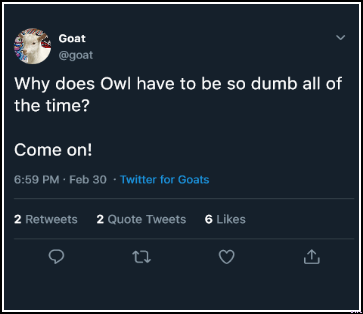 Goat
@goat
Why does Owl have to be so dumb all of
the time?
Come on!
6:59 PM · Feb 30 · Twitter for Goats
2 Retweets 2 Quote Tweets 6 Likes